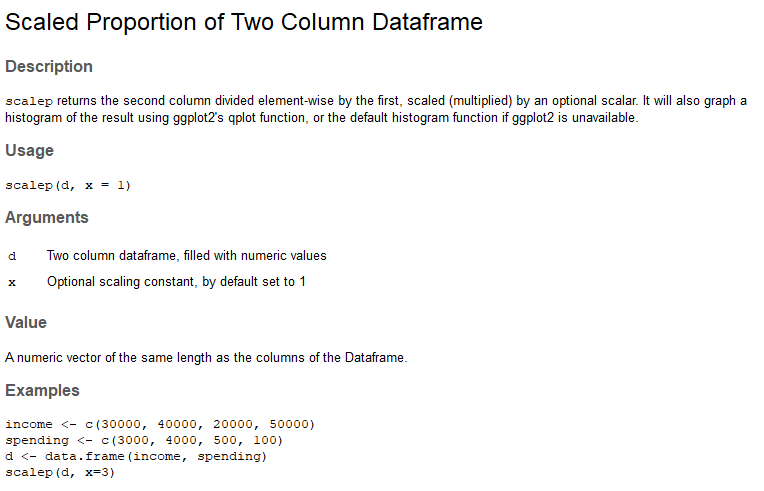 Scaled Proportion of Two Column Dataframe
Description
scalep returns the second column divided element-wise by the first, scaled (multiplied) by an optional scalar. It will also graph a
histogram of the result using ggplot2's qplot function, or the default histogram function if ggplot2 is unavailable.
Usage
scalep(d, x = 1)
Arguments
d Two column dataframe, filled with numeric values
x Optional scaling constant, by default set to 1
Value
A numeric vector of the same length as the columns of the Dataframe.
Examples
income <- c(30000, 40000, 20000, 50000)
spending <- c(3000, 4000, 500, 100)
d <- data.frame(income, spending)
scalep(d, x=3)